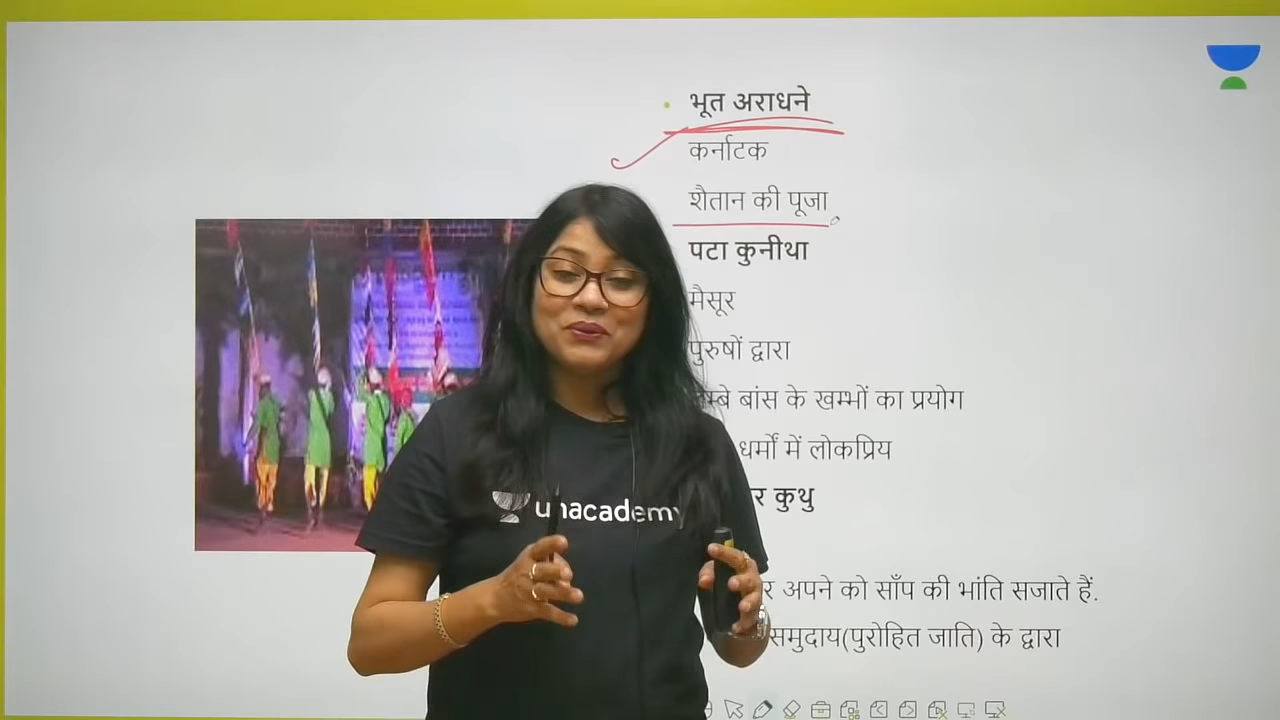 भूत अराधने
कर्नाटक
शैतान की पूजा
पटा कुनीथा
मैसूर
पुरुषों द्वारा
बांस के खम्भों का प्रयोग
धर्मों में लोकप्रिय
कुथु
अपने को साँप की भांति सजाते हैं.
समुदाय(पुरोहित जाति) के द्वारा
unacademy